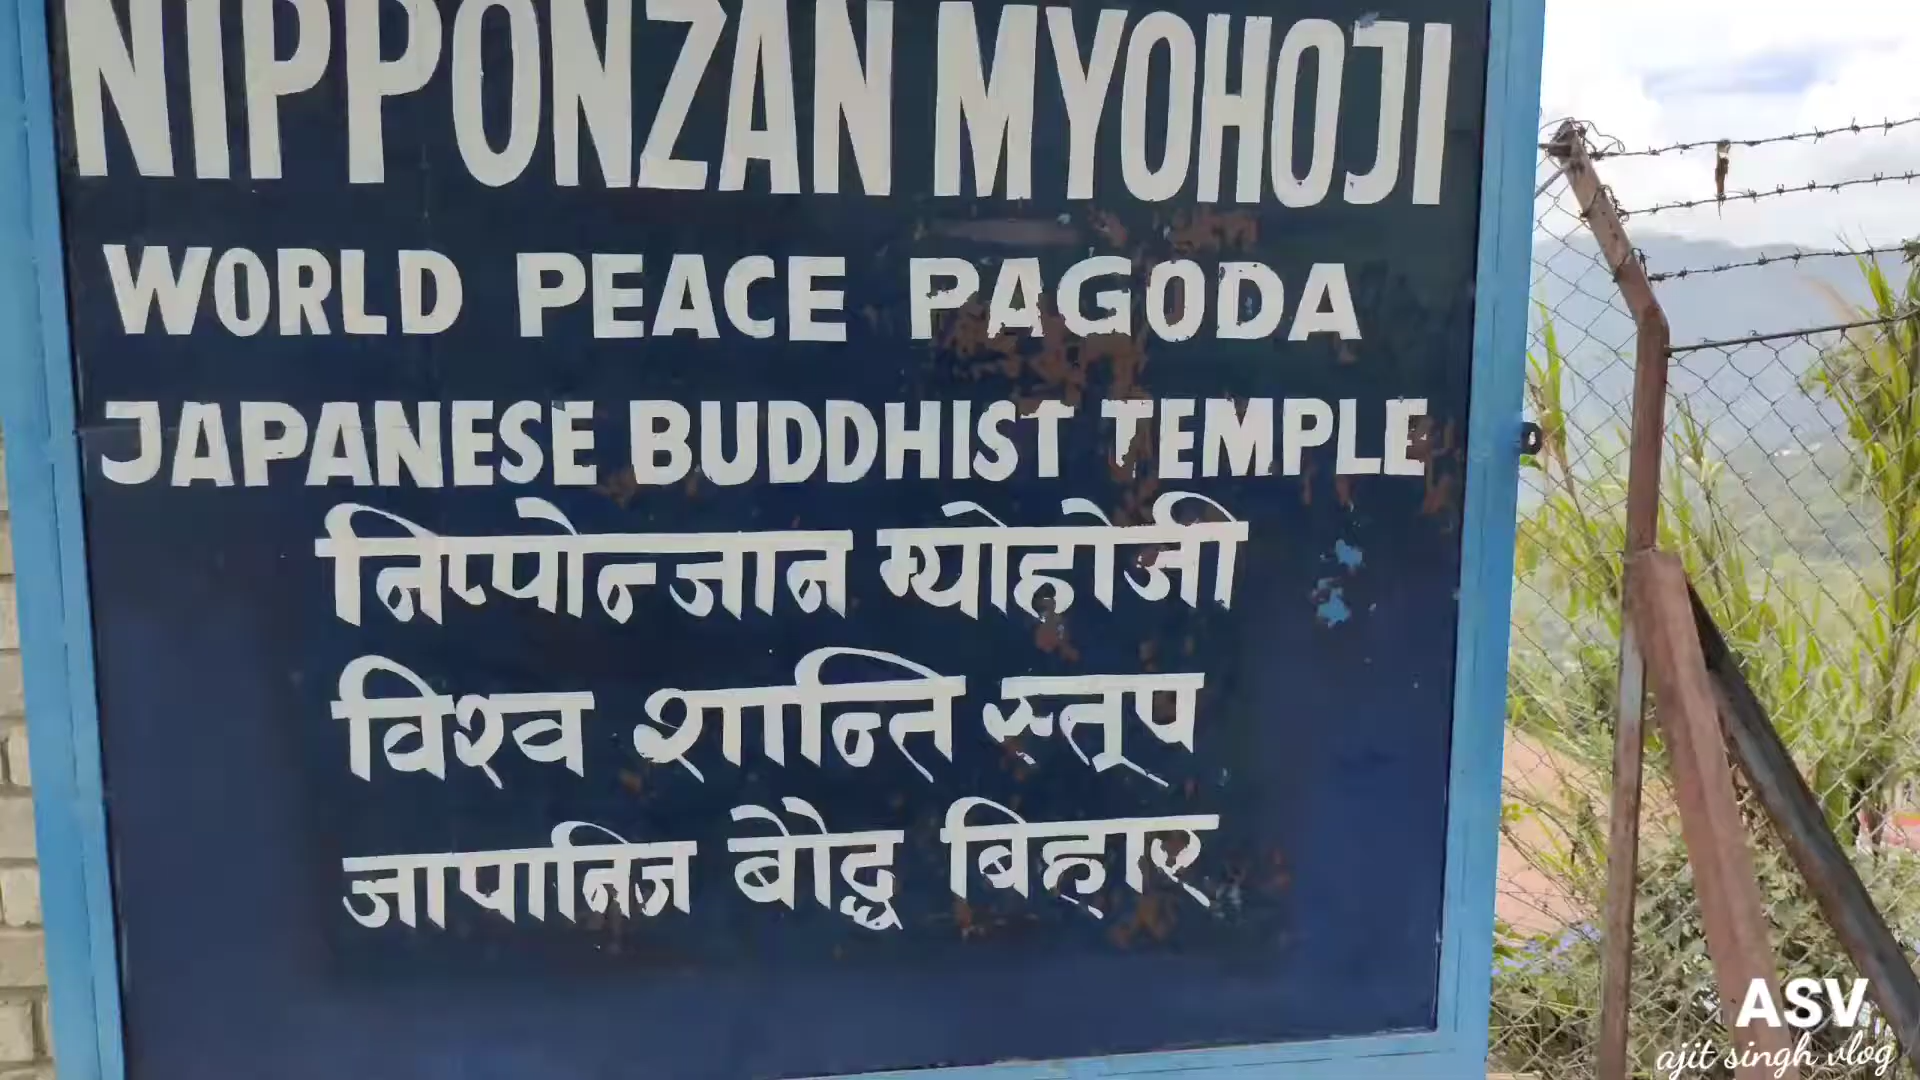 NIPPONZAN MYOHOJI
WORLD PEACE PAGODA
JAPANESE BUDDHIST TEMPLE
निप्पोन्जान म्योहोजी
विश्व शान्ति स्तूप
जापानिज बौद्ध बिहार
ASV
ajit singh vlog